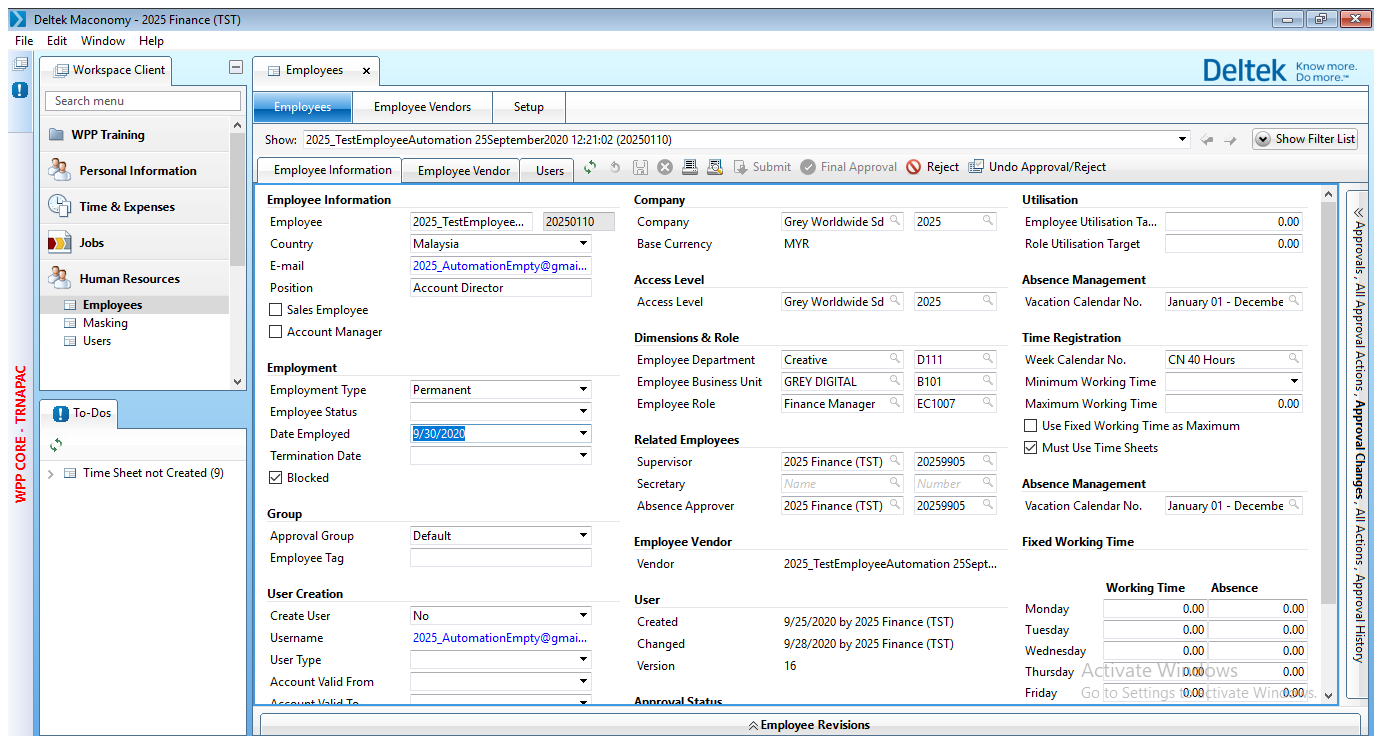 Deltek Maconomy - 2025 Finance (TST)
File Edit Window Help
WPP CORE - TRNAPAC
Workspace Client
Search menu
WPP Training
Personal Information
Time & Expenses
Jobs
Human Resources
Employees
Masking
Users
To-Dos
Time Sheet not Created (9)
Employees x
Deltek Know more. Do more.™
Employees Employee Vendors Setup
Show: 2025_TestEmployeeAutomation 25September2020 12:21:02 (20250110) Show Filter List
Employee Information Employee Vendor Users Submit Final Approval Reject Undo Approval/Reject
Employee Information
Employee 2025_TestEmployee... 20250110
Country Malaysia
E-mail 2025_AutomationEmpty@gmai...
Position Account Director
Sales Employee
Account Manager
Employment
Employment Type Permanent
Employee Status
Date Employed 9/30/2020
Termination Date
Blocked
Group
Approval Group Default
Employee Tag
User Creation
Create User No
Username 2025_AutomationEmpty@gmai...
User Type
Account Valid From
Account Valid To
Company
Company Grey Worldwide Sd 2025
Base Currency MYR
Access Level
Access Level Grey Worldwide Sd 2025
Dimensions & Role
Employee Department Creative D111
Employee Business Unit GREY DIGITAL B101
Employee Role Finance Manager EC1007
Related Employees
Supervisor 2025 Finance (TST) 20259905
Secretary Name Number
Absence Approver 2025 Finance (TST) 20259905
Employee Vendor
Vendor 2025_TestEmployeeAutomation 25Sept...
User
Created 9/25/2020 by 2025 Finance (TST)
Changed 9/28/2020 by 2025 Finance (TST)
Version 16
Approval Status
Utilisation
Employee Utilisation Ta... 0.00
Role Utilisation Target 0.00
Absence Management
Vacation Calendar No. January 01 - Decembe
Time Registration
Week Calendar No. CN 40 Hours
Minimum Working Time
Maximum Working Time 0.00
Use Fixed Working Time as Maximum
Must Use Time Sheets
Absence Management
Vacation Calendar No. January 01 - Decembe
Fixed Working Time
Working Time Absence
Monday 0.00 0.00
Tuesday 0.00 0.00
Wednesday 0.00 0.00
Thursday 0.00 0.00
Friday 0.00 0.00
Activate Windows
Go to Settings to activate Windows.
Approvals , All Approval Actions , Approval Changes , All Actions , Approval History
Employee Revisions